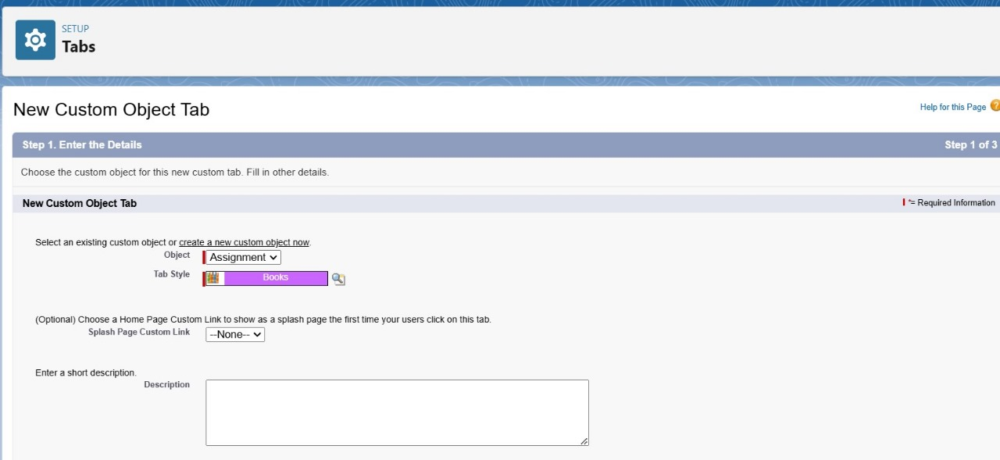 SETUP
Tabs
New Custom Object Tab
Help for this Page ?
Step 1. Enter the Details Step 1 of 3
Choose the custom object for this new custom tab. Fill in other details.
New Custom Object Tab *= Required Information
Select an existing custom object or create a new custom object now.
Object Assignment
Tab Style Books
(Optional) Choose a Home Page Custom Link to show as a splash page the first time your users click on this tab.
Splash Page Custom Link --None--
Enter a short description.
Description